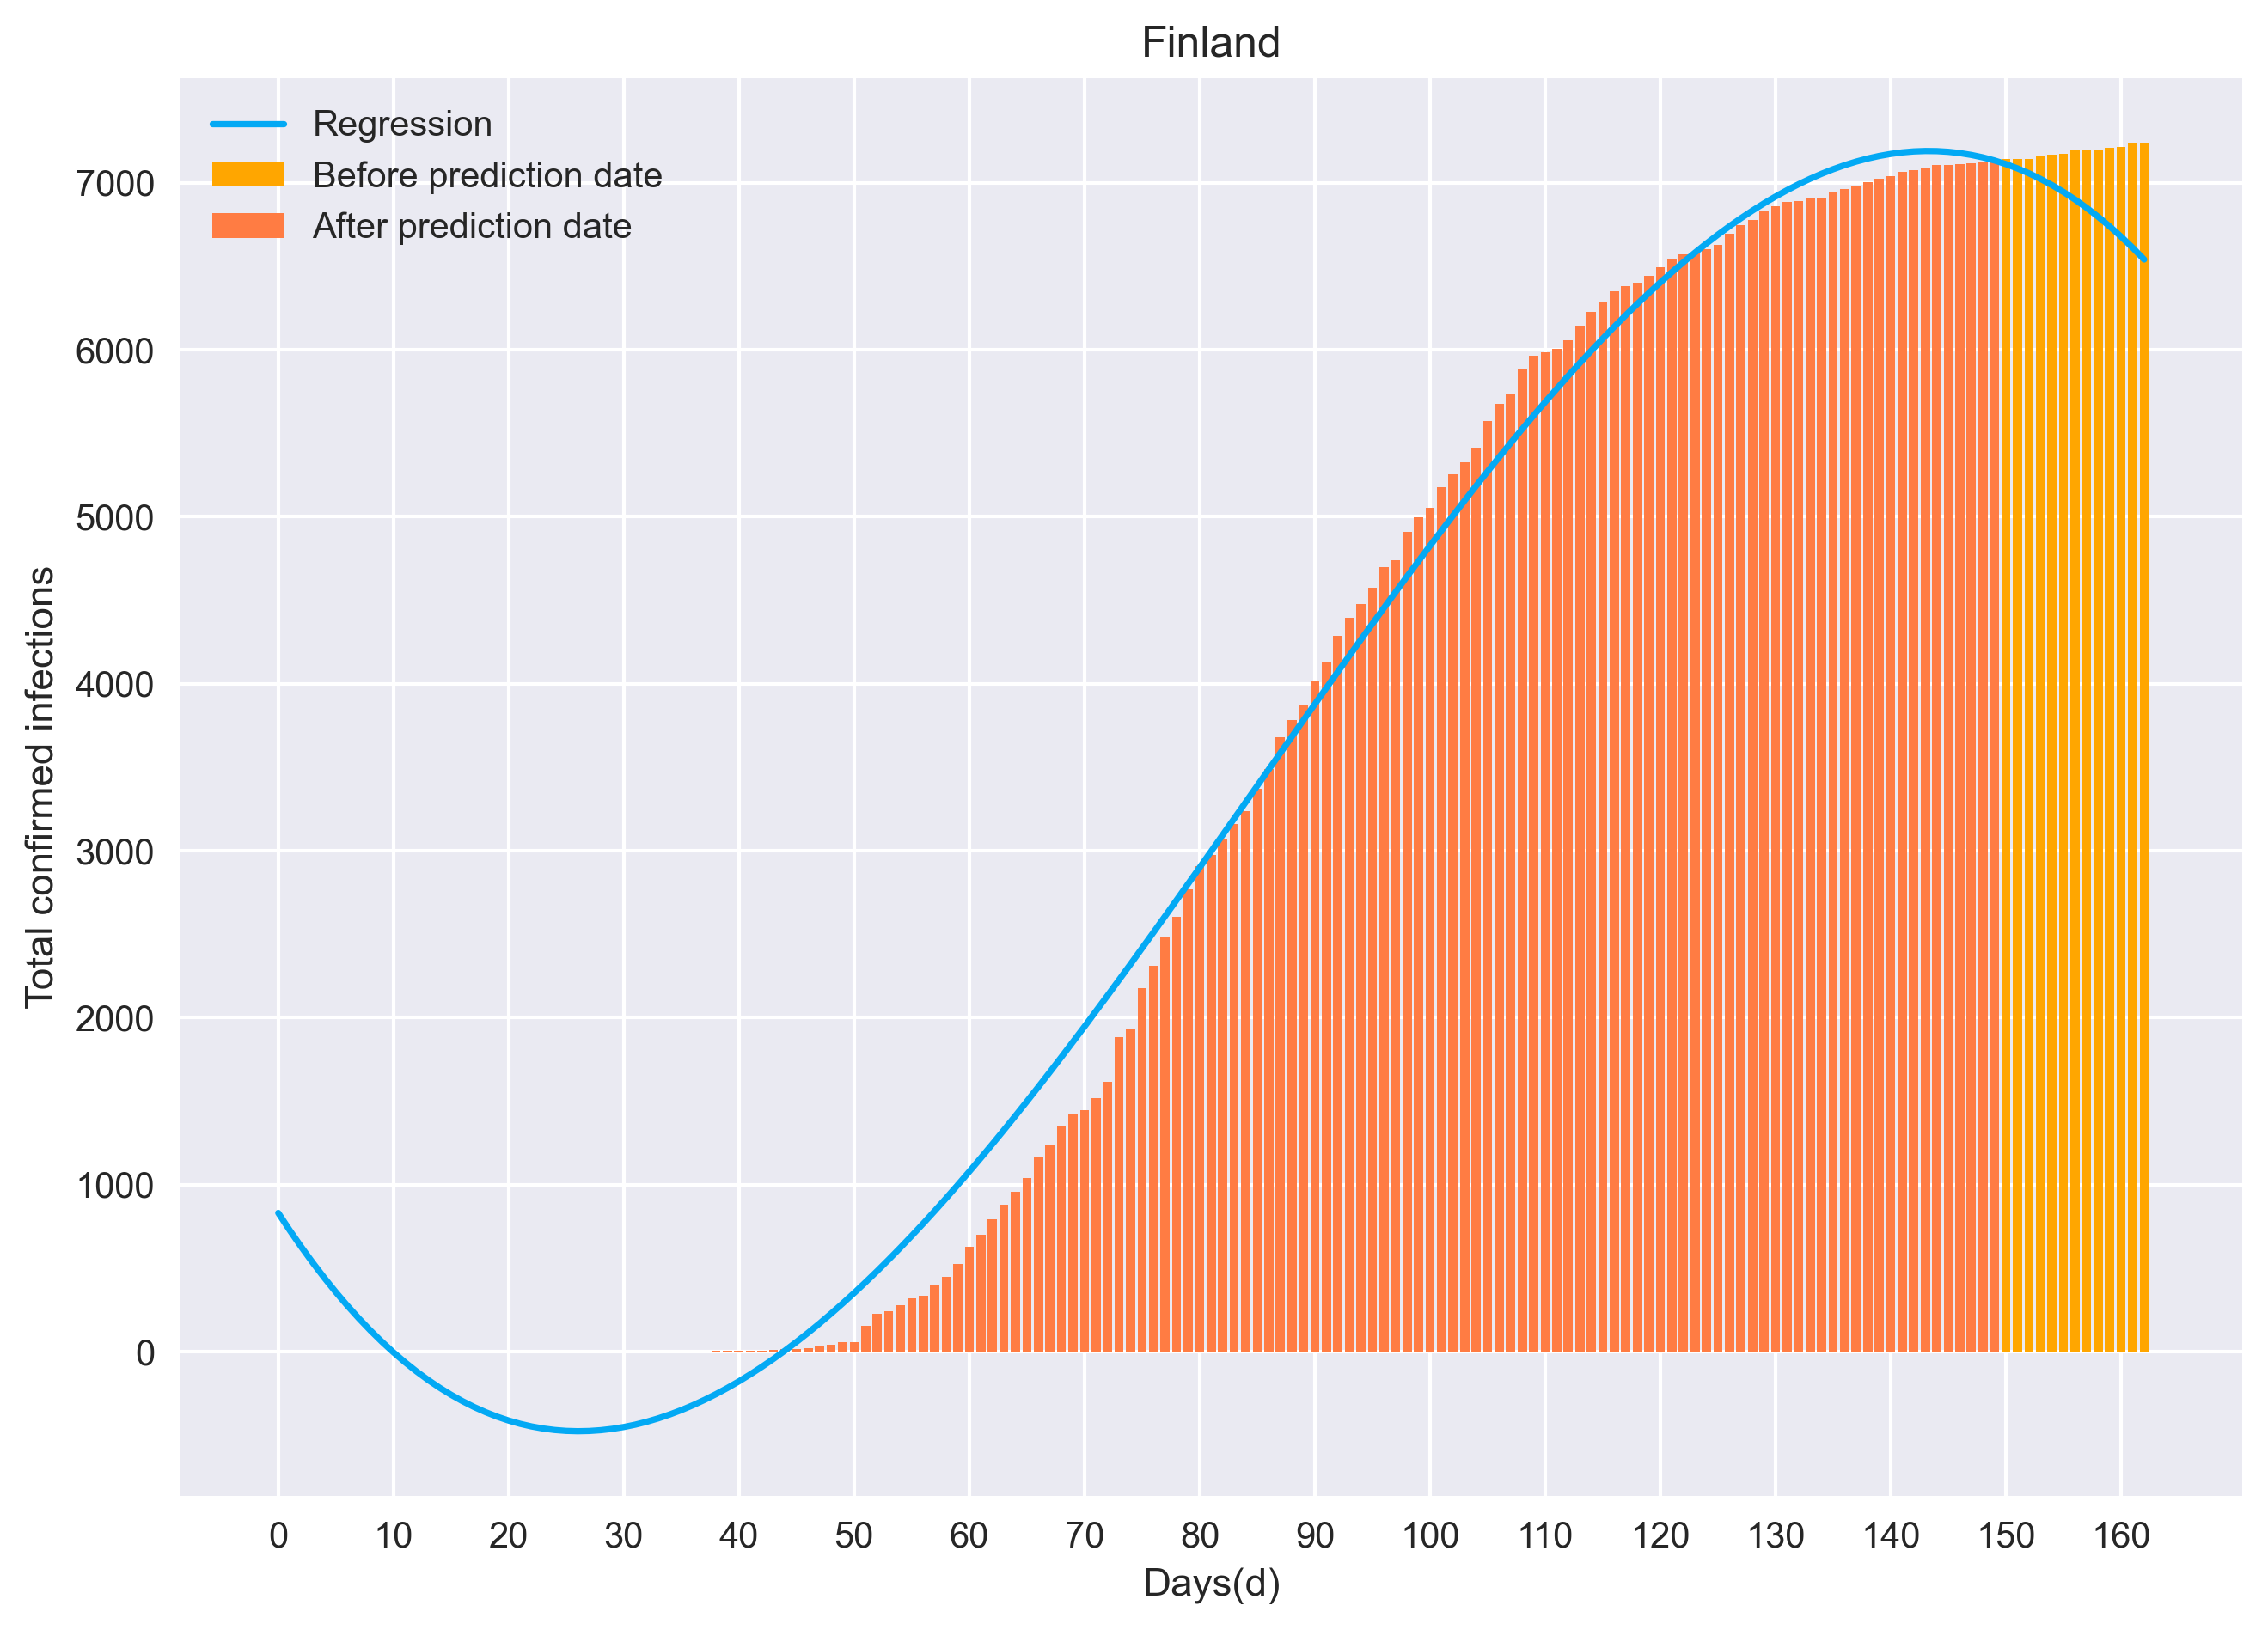 Finland
Regression
Before prediction date
After prediction date
Total confirmed infections
7000
6000
5000
4000
3000
2000
1000
0
0 10 20 30 40 50 60 70 80 90 100 110 120 130 140 150 160
Days(d)